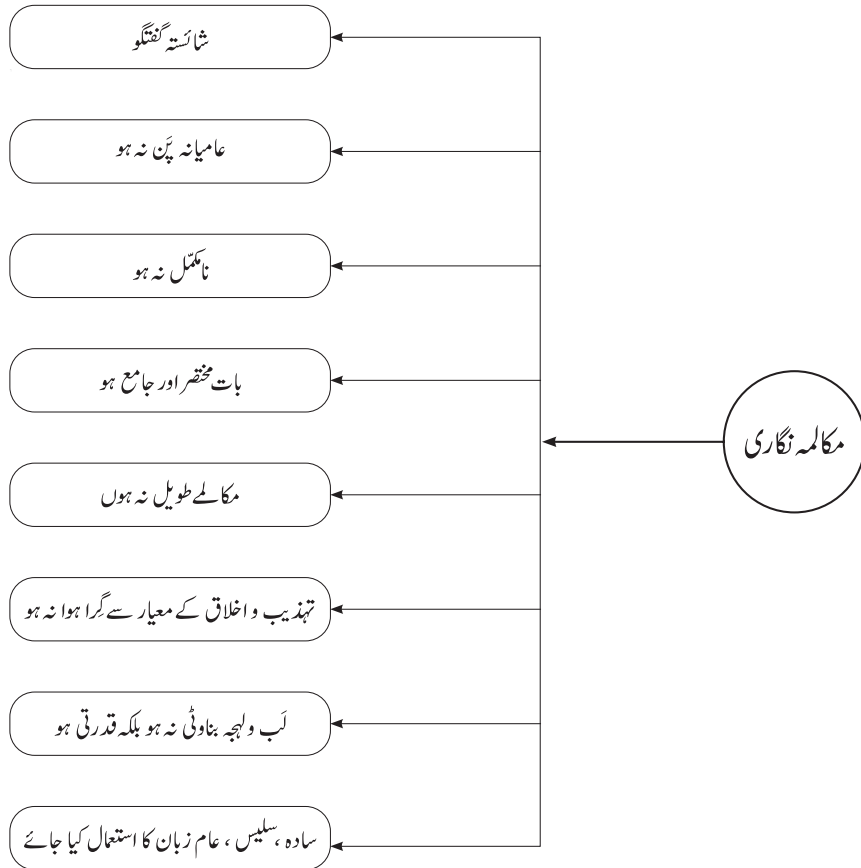 مکالمہ نگاری
شائستہ گفتگو
عامیانہ پَن نہ ہو
نامکمّل نہ ہو
بات مختصر اور جامع ہو
مکالمے طویل نہ ہوں
تہذیب و اخلاق کے معیار سے گِرا ہوا نہ ہو
لَب ولہجہ بناوٹی نہ ہو بلکہ قدرتی ہو
سادہ ،سلیس ، عام زبان کا استعمال کیا جائے